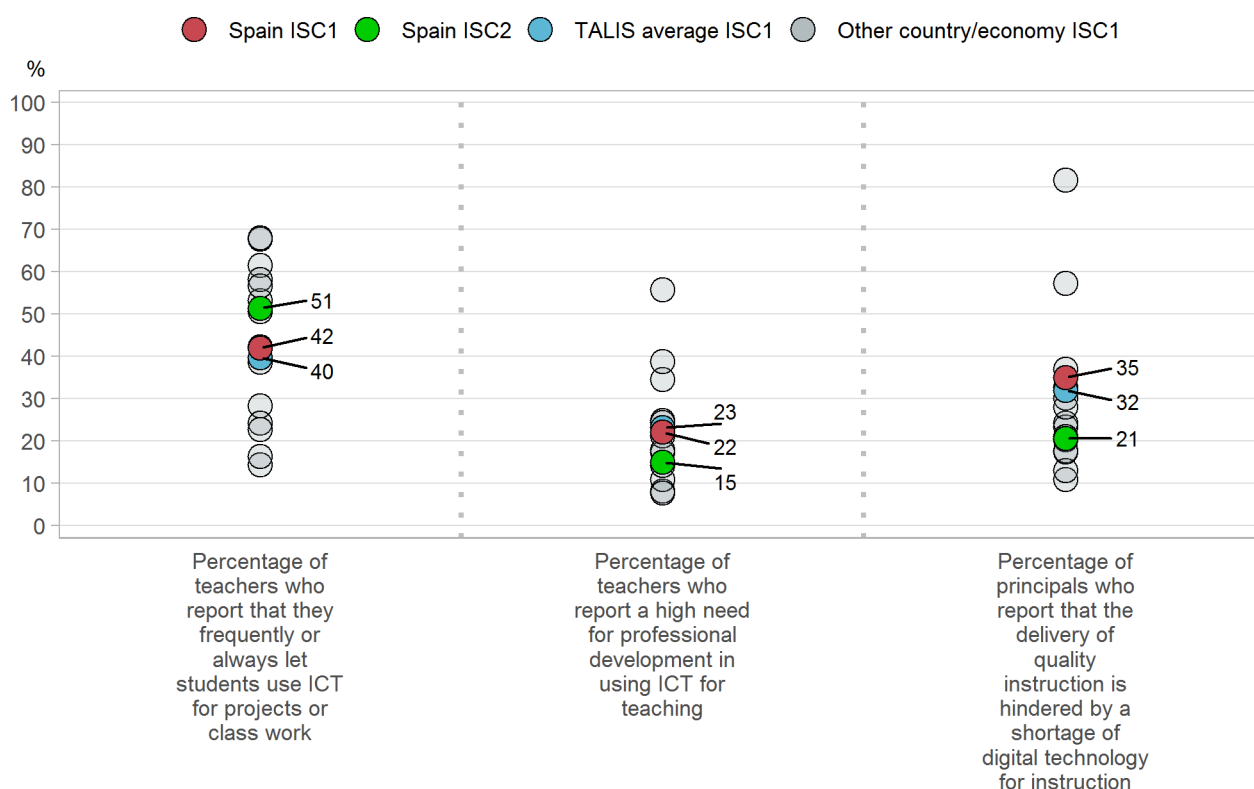 Spain ISC1 Spain ISC2 TALIS average ISC1 Other country/economy ISC1
%
100
90
80
70
60
50
40
30
20
10
0
51
42
40
23
22
15
35
32
21
Percentage of
teachers who
report that they
frequently or
always let
students use ICT
for projects or
class work
Percentage of
teachers who
report a high need
for professional
development in
using ICT for
teaching
Percentage of
principals who
report that the
delivery of
quality
instruction is
hindered by a
shortage of
digital technology
for instruction